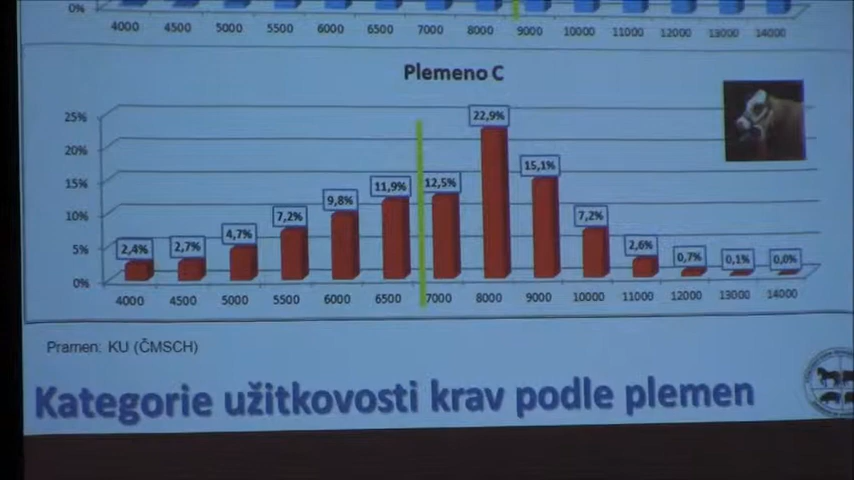 0%
4000 4500 5000 5500 6000 6500 7000 8000 9000 10000 11000 12000 13000 14000
Plemeno C
25%
20%
15%
10%
5%
0%
2,4% 2,7% 4,7% 7,2% 9,8% 11,9% 12,5% 22,9% 15,1% 7,2% 2,6% 0,7% 0,1% 0,0%
4000 4500 5000 5500 6000 6500 7000 8000 9000 10000 11000 12000 13000 14000
Pramen: KU (ČMSCH)
Kategorie užitkovosti krav podle plemen